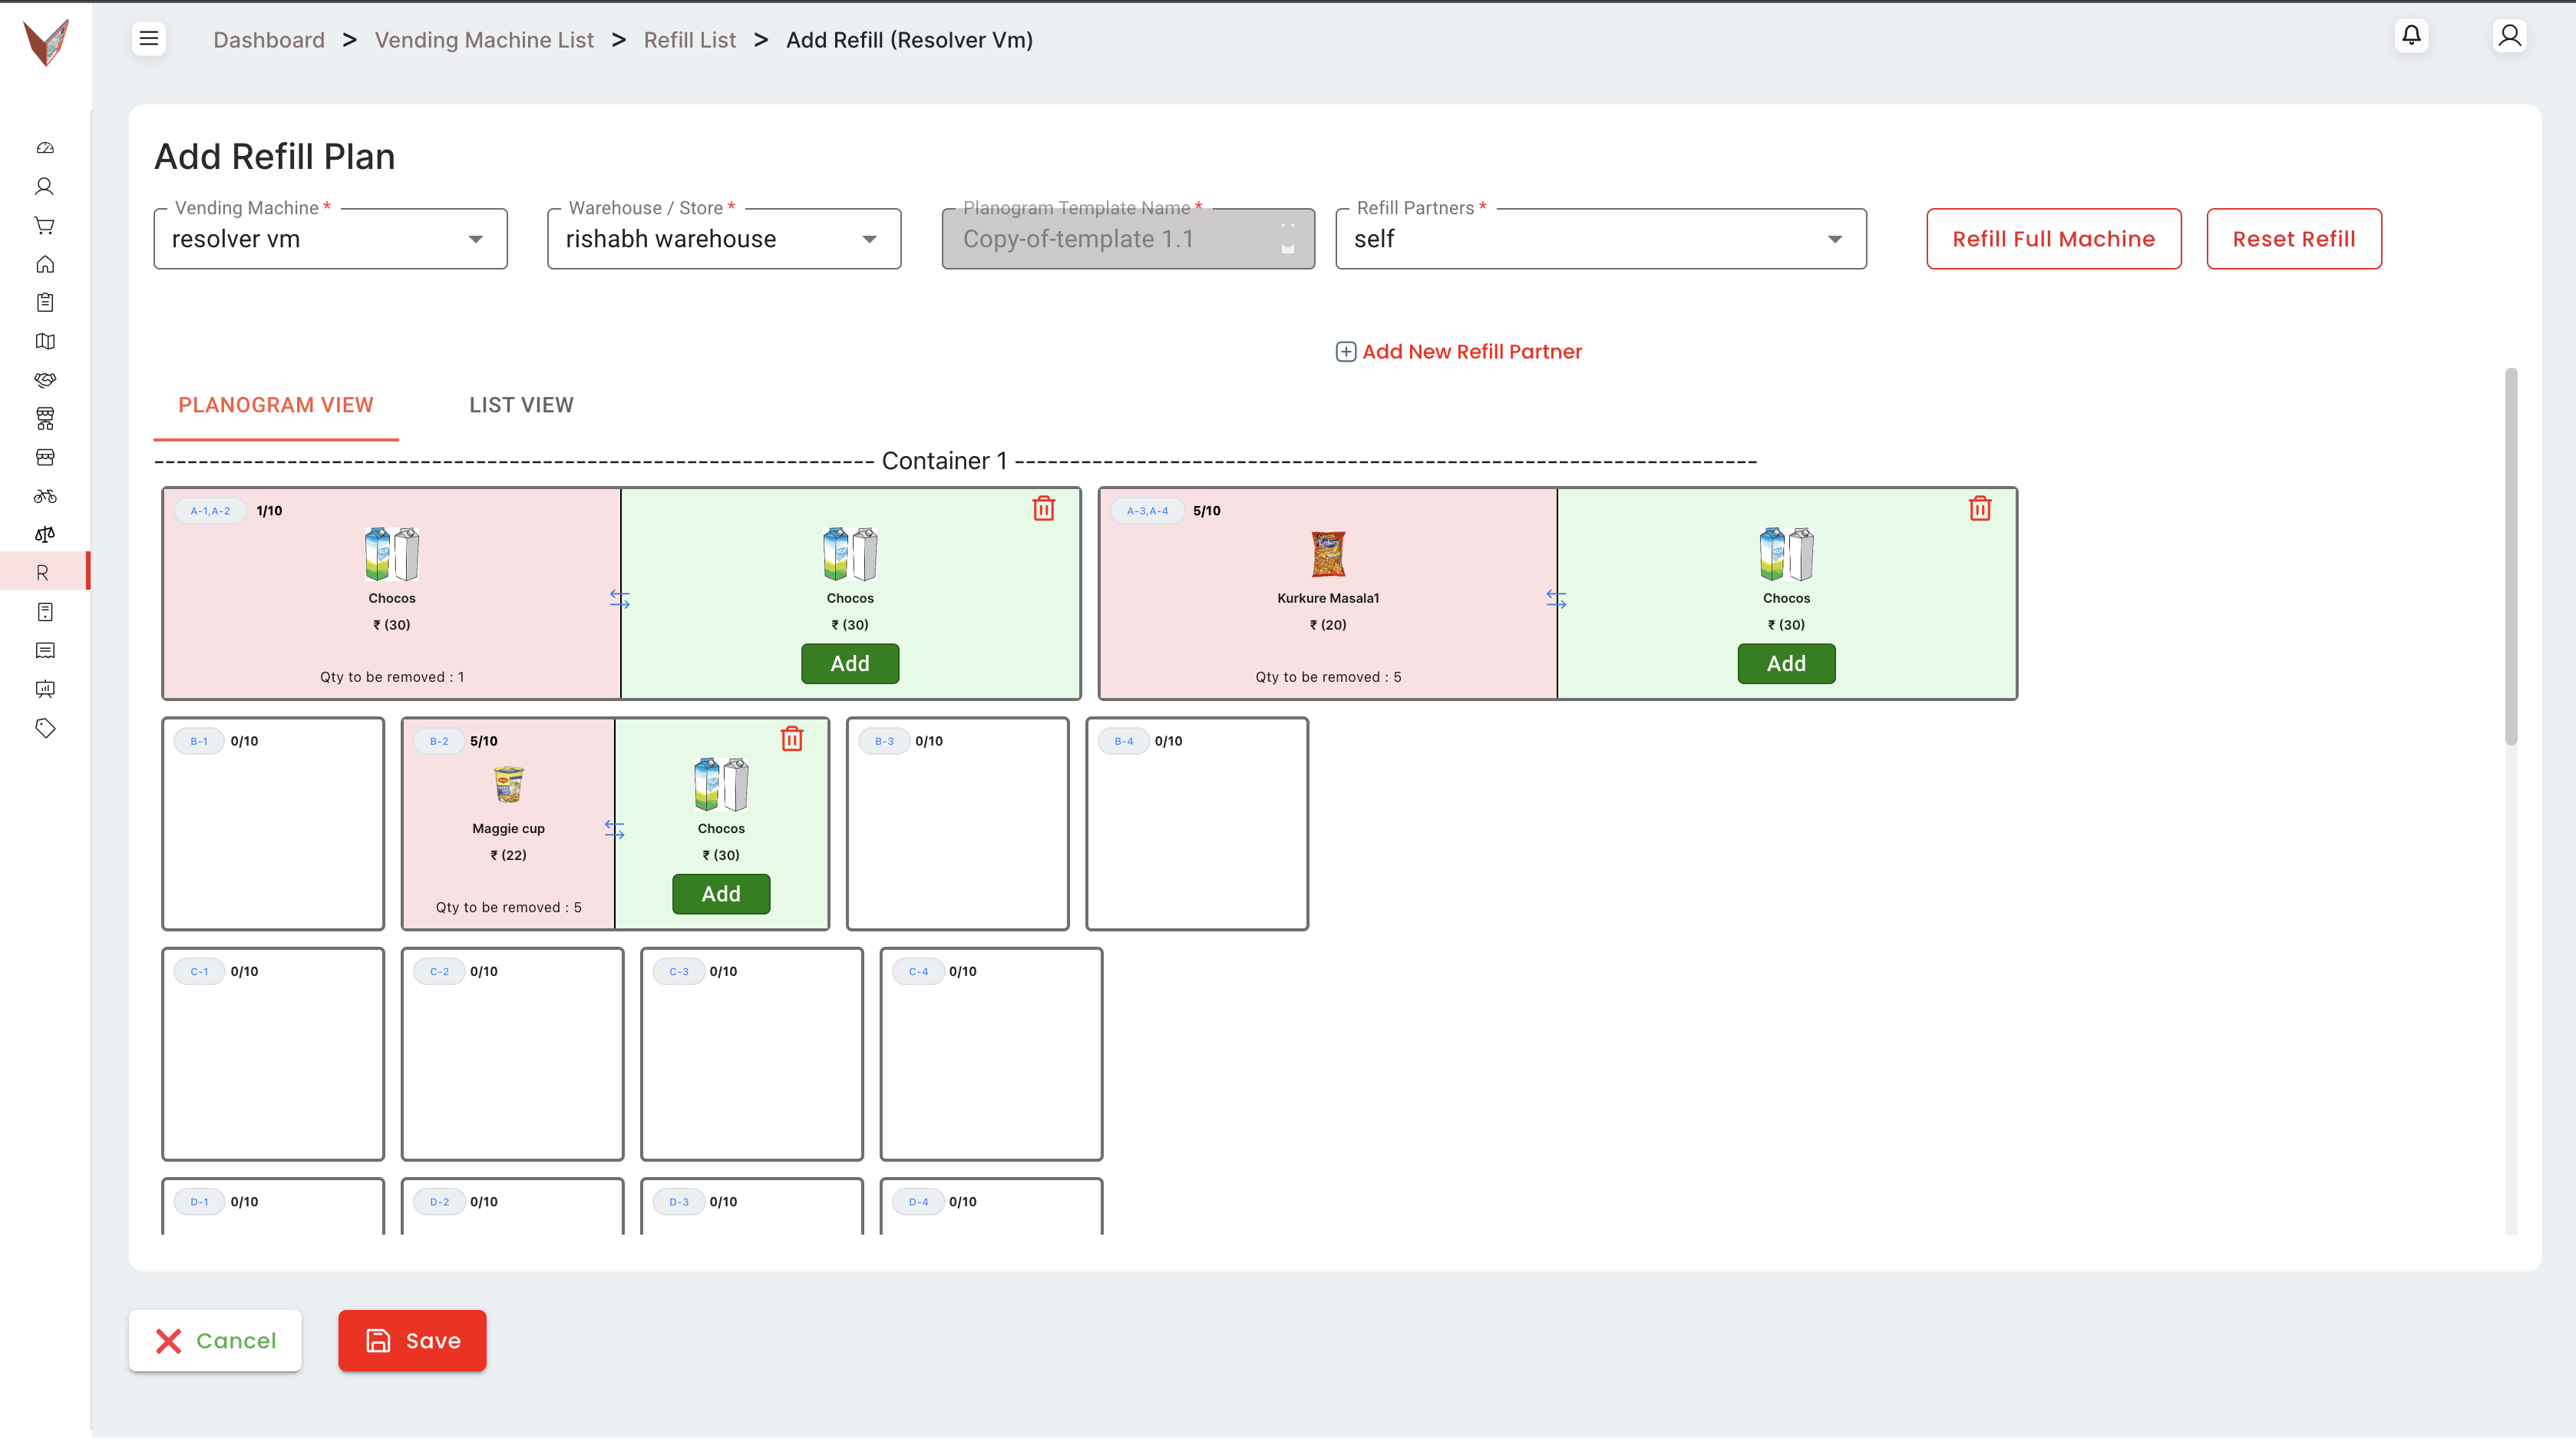 Dashboard > Vending Machine List > Refill List > Add Refill (Resolver Vm)
Add Refill Plan
Vending Machine *
resolver vm
Warehouse / Store *
rishabh warehouse
Planogram Template Name *
Copy-of-template 1.1
Refill Partners *
self
Refill Full Machine
Reset Refill
Add New Refill Partner
PLANOGRAM VIEW
LIST VIEW
Container 1
A-1,A-2 1/10
Chocos
₹ (30)
Qty to be removed : 1
Chocos
₹ (30)
Add
A-3,A-4 5/10
Kurkure Masala1
₹ (20)
Qty to be removed : 5
Chocos
₹ (30)
Add
B-1 0/10
B-2 5/10
Maggie cup
₹ (22)
Qty to be removed : 5
Chocos
₹ (30)
Add
B-3 0/10
B-4 0/10
C-1 0/10
C-2 0/10
C-3 0/10
C-4 0/10
R
D-1 0/10
D-2 0/10
D-3 0/10
D-4 0/10
Cancel
Save